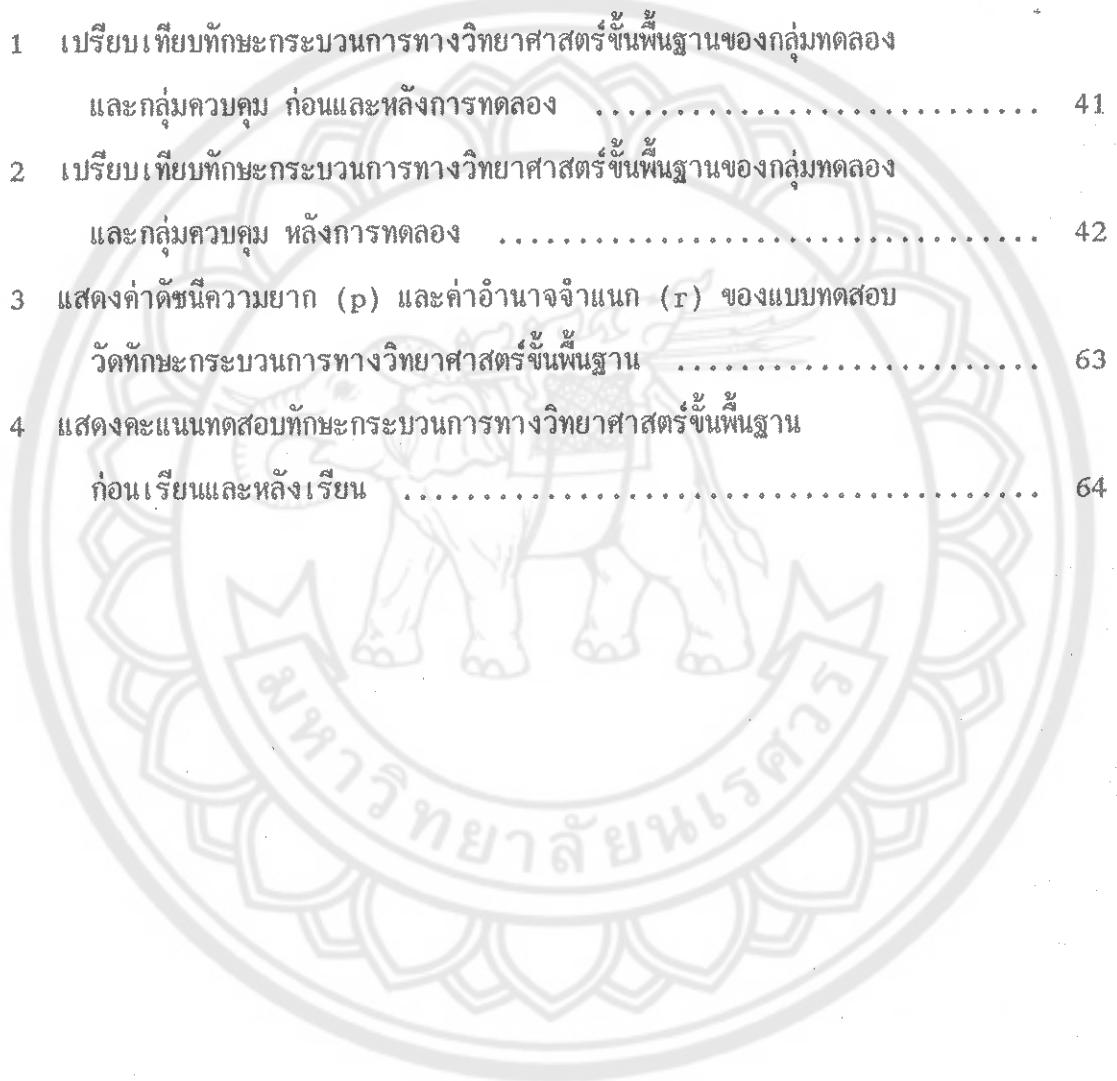 1 เปรียบเทียบทักษะกระบวนการทางวิทยาศาสตร์ขั้นพื้นฐานของกลุ่มทดลอง
และกลุ่มควบคุม ก่อนและหลังการทดลอง ............................ 41
2 เปรียบเทียบทักษะกระบวนการทางวิทยาศาสตร์ขั้นพื้นฐานของกลุ่มทดลอง
และกลุ่มควบคุม หลังการทดลอง .................................. 42
3 แสดงค่าดัชนีความยาก (p) และค่าอำนาจจำแนก (r) ของแบบทดสอบ
วัดทักษะกระบวนการทางวิทยาศาสตร์ขั้นพื้นฐาน ....................... 63
4 แสดงคะแนนทดสอบทักษะกระบวนการทางวิทยาศาสตร์ขั้นพื้นฐาน
ก่อนเรียนและหลังเรียน ........................................ 64
มหาวิทยาลัยนเรศวร